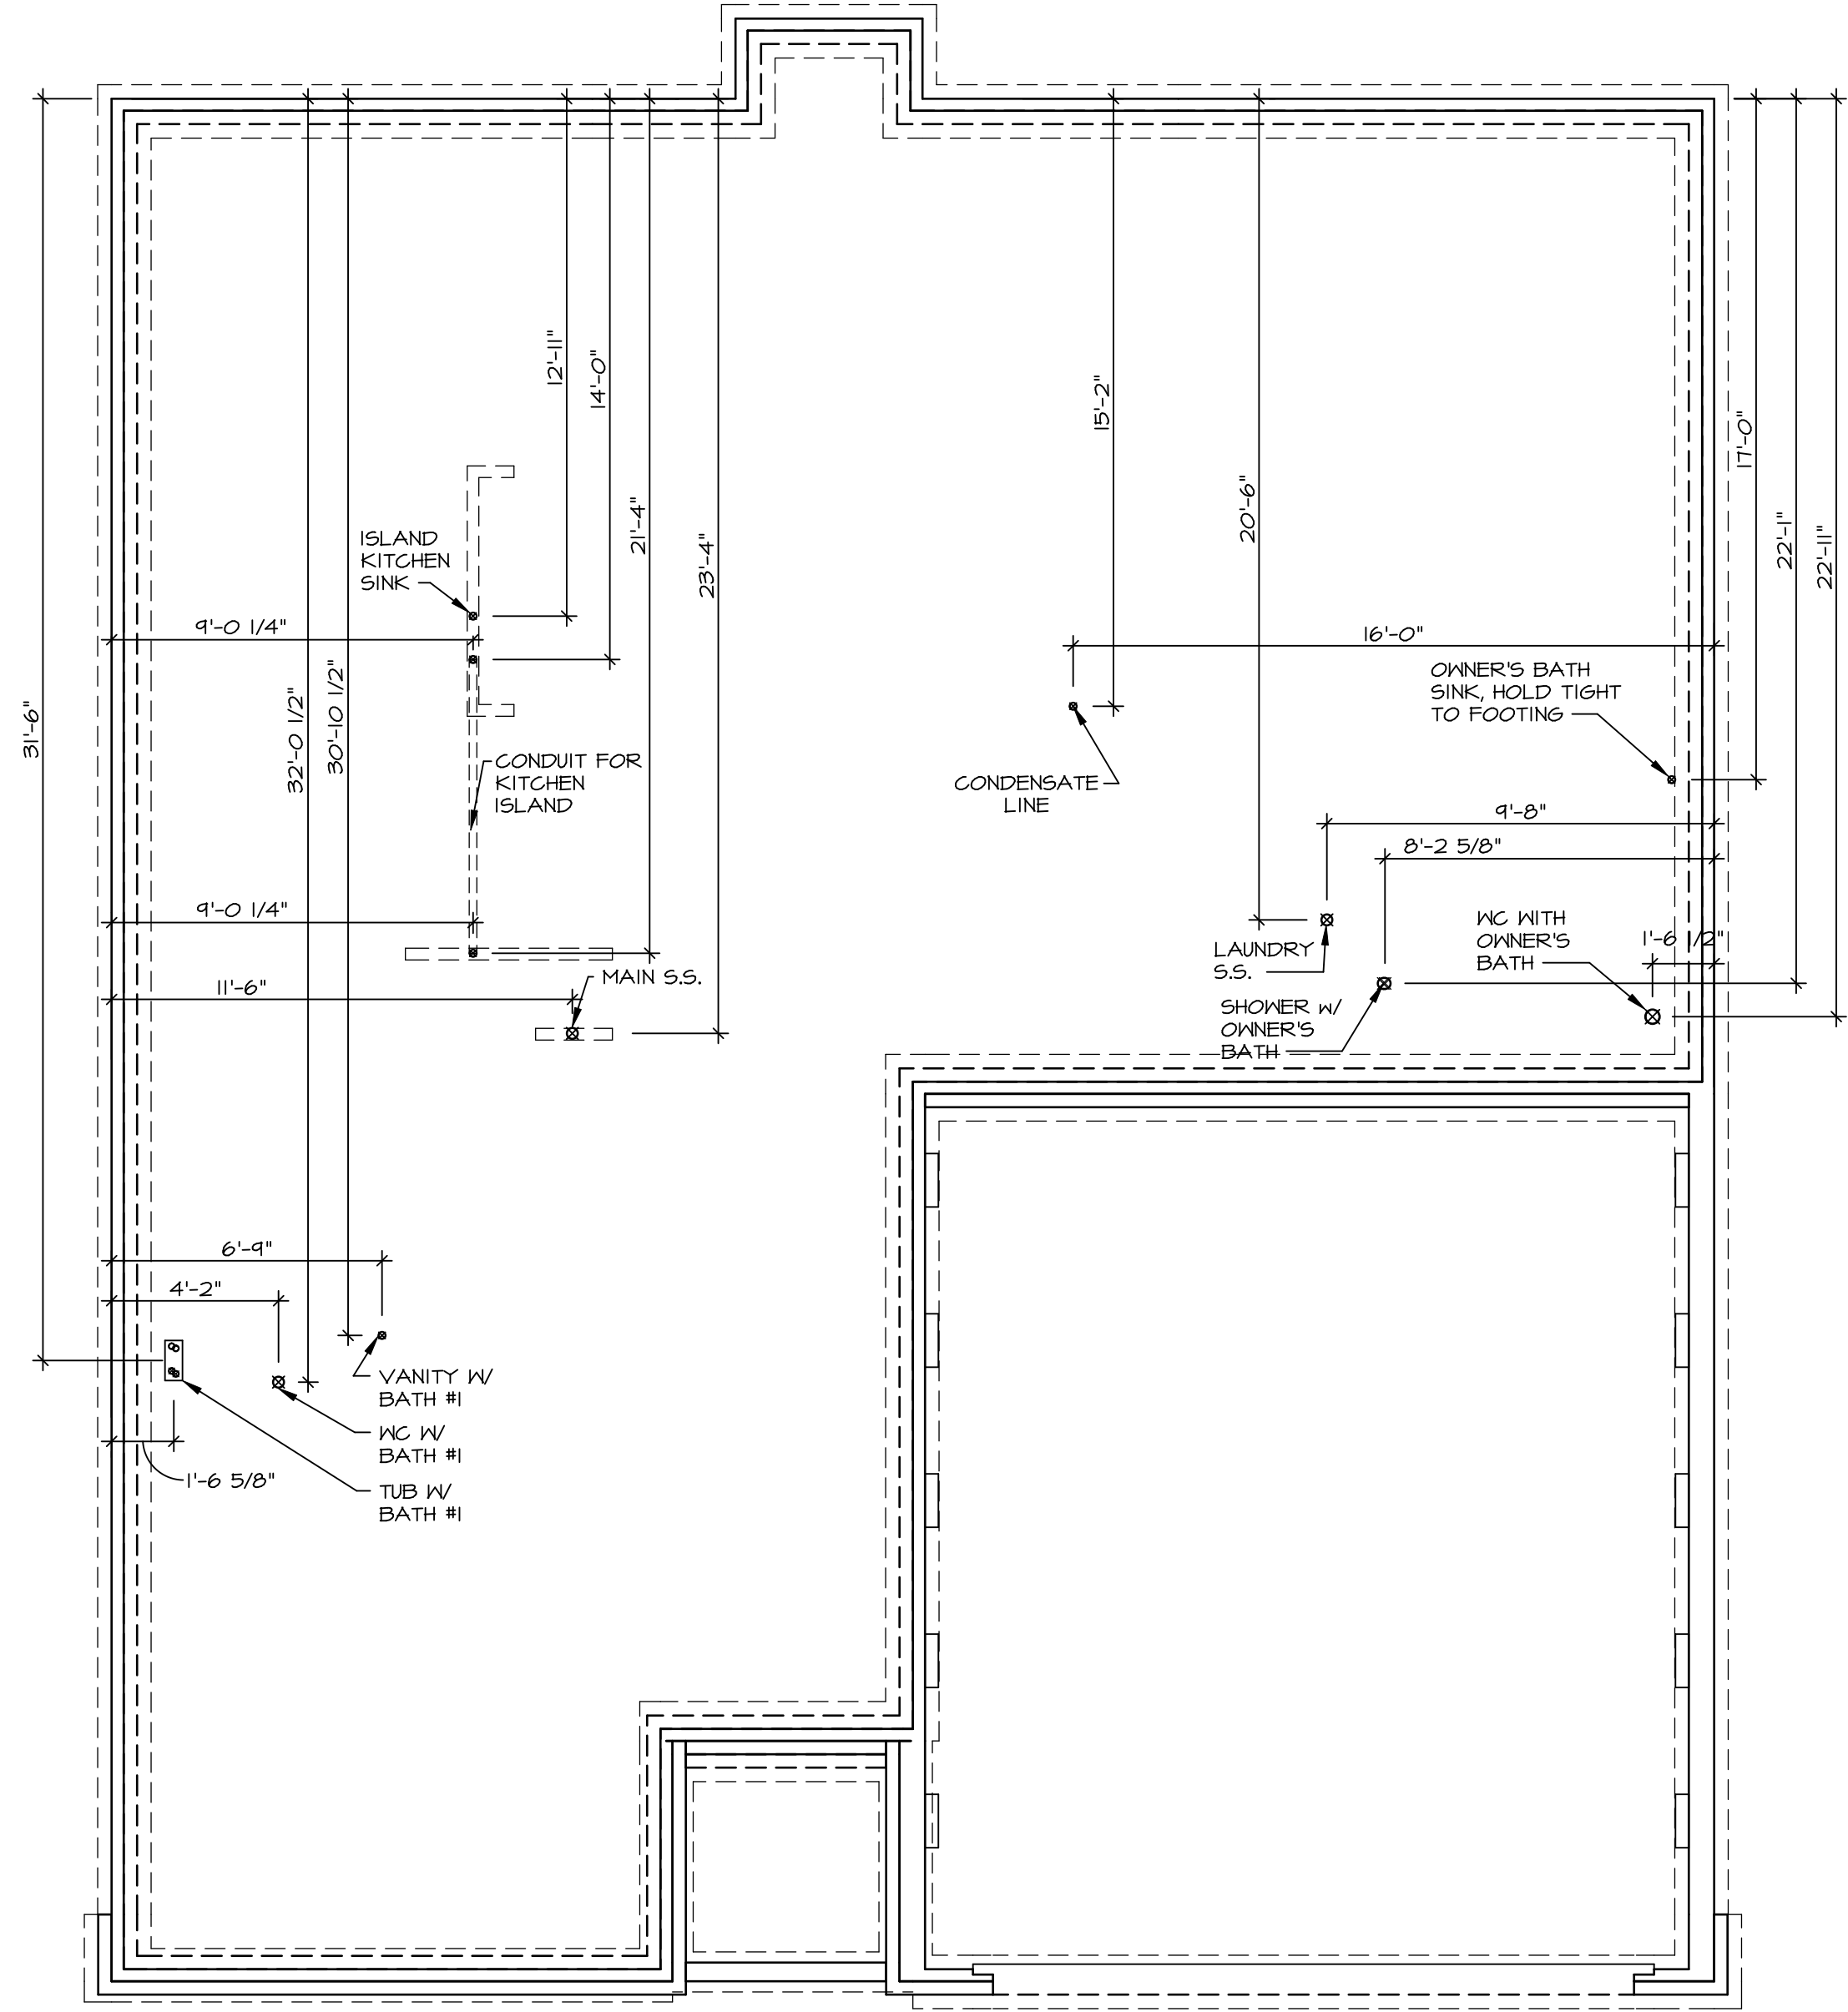 12'-11"
14'-0"
15'-2"
17'-0"
20'-6"
21'-4"
22'-1"
22'-11"
23'-4"
ISLAND
KITCHEN
SINK
9'-0 1/4"
16'-0"
31'-6"
32'-0 1/2"
30'-10 1/2"
OWNER'S BATH
SINK, HOLD TIGHT
TO FOOTING
CONDUIT FOR
KITCHEN
ISLAND
CONDENSATE
LINE
9'-8"
8'-2 5/8"
9'-0 1/4"
WC WITH
OWNER'S
BATH
1'-6 1/2"
LAUNDRY
S.S.
11'-6"
MAIN S.S.
SHOWER w/
OWNER'S
BATH
6'-9"
4'-2"
VANITY W/
BATH #1
WC W/
BATH #1
1'-6 5/8"
TUB W/
BATH #1